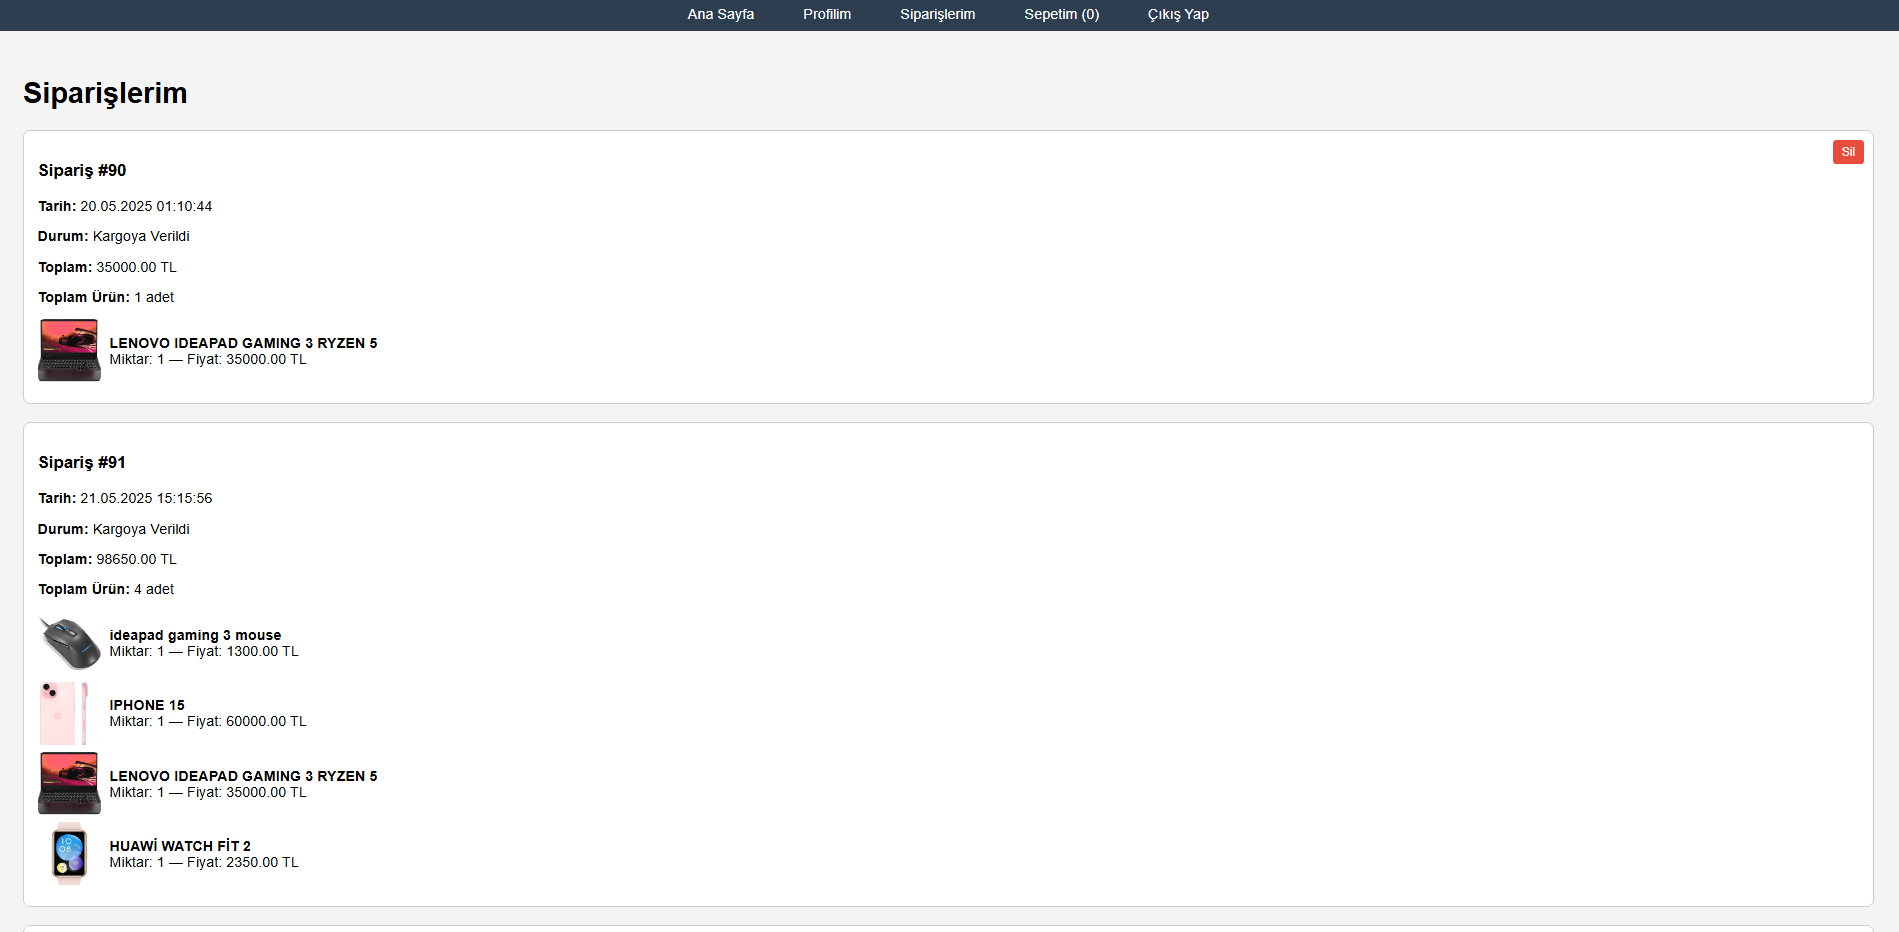 Ana Sayfa Profilim Siparişlerim Sepetim (0) Çıkış Yap
Siparişlerim
Sil
Sipariş #90
Tarih: 20.05.2025 01:10:44
Durum: Kargoya Verildi
Toplam: 35000.00 TL
Toplam Ürün: 1 adet
LENOVO IDEAPAD GAMING 3 RYZEN 5
Miktar: 1 — Fiyat: 35000.00 TL
Sipariş #91
Tarih: 21.05.2025 15:15:56
Durum: Kargoya Verildi
Toplam: 98650.00 TL
Toplam Ürün: 4 adet
ideapad gaming 3 mouse
Miktar: 1 — Fiyat: 1300.00 TL
IPHONE 15
Miktar: 1 — Fiyat: 60000.00 TL
LENOVO IDEAPAD GAMING 3 RYZEN 5
Miktar: 1 — Fiyat: 35000.00 TL
HUAWİ WATCH FİT 2
Miktar: 1 — Fiyat: 2350.00 TL